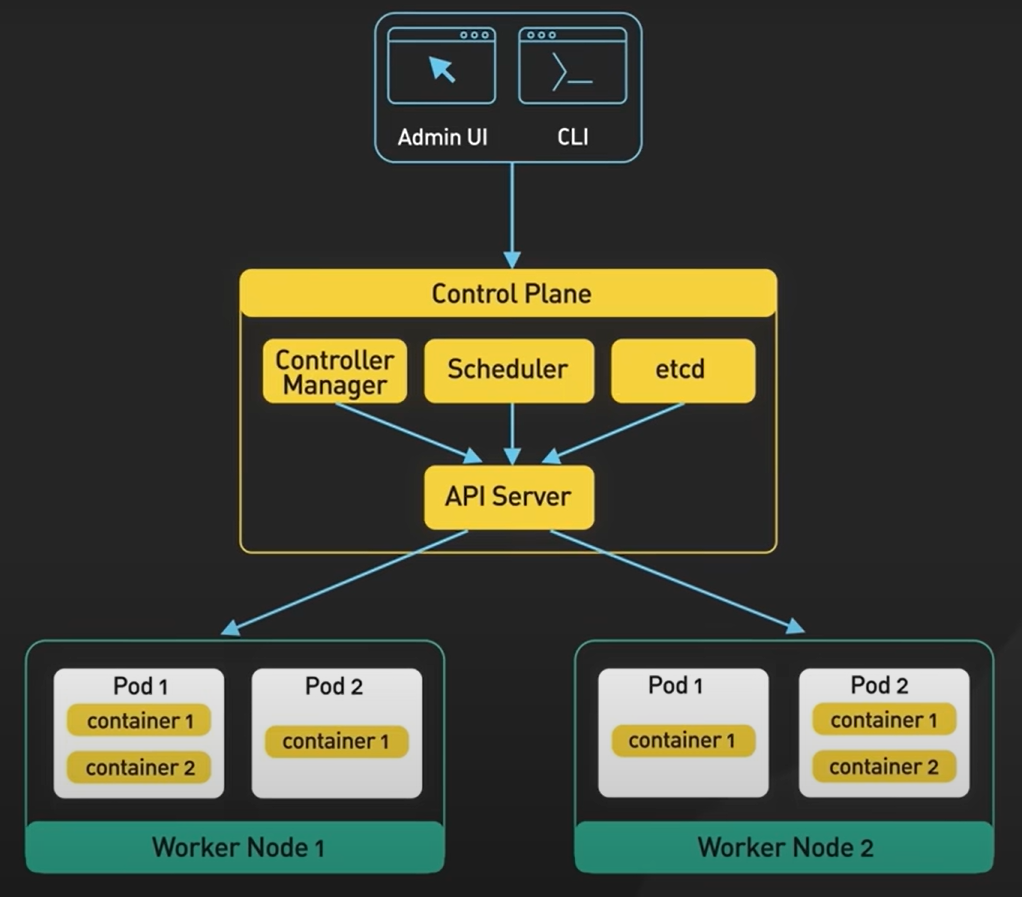 Admin UI
CLI
Control Plane
Controller
Manager
Scheduler
etcd
API Server
Pod 1
container 1
container 2
Pod 2
container 1
Worker Node 1
Pod 1
container 1
Pod 2
container 1
container 2
Worker Node 2